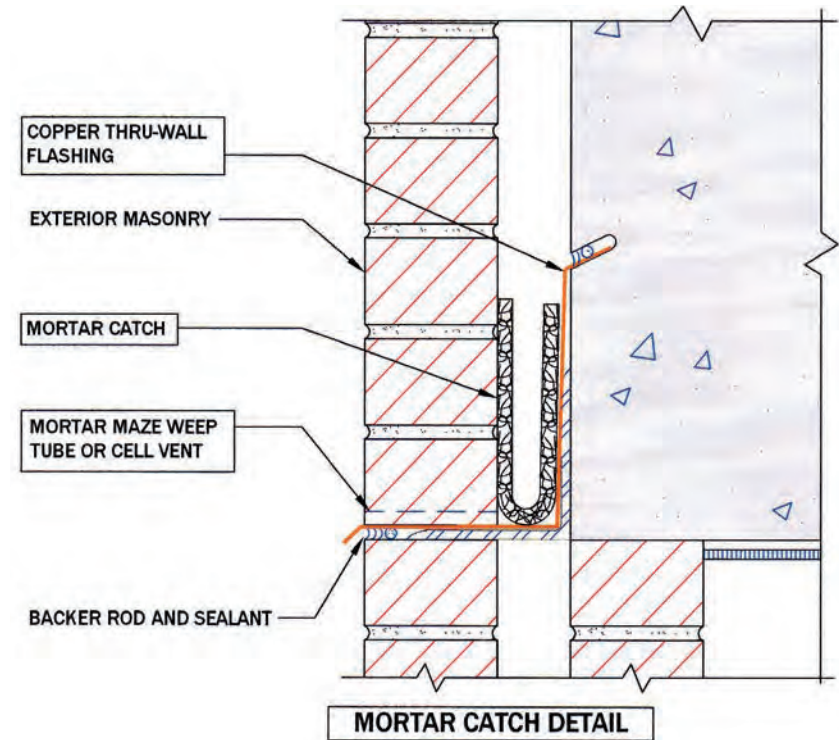 COPPER THRU-WALL
FLASHING
EXTERIOR MASONRY
MORTAR CATCH
MORTAR MAZE WEEP
TUBE OR CELL VENT
BACKER ROD AND SEALANT
MORTAR CATCH DETAIL